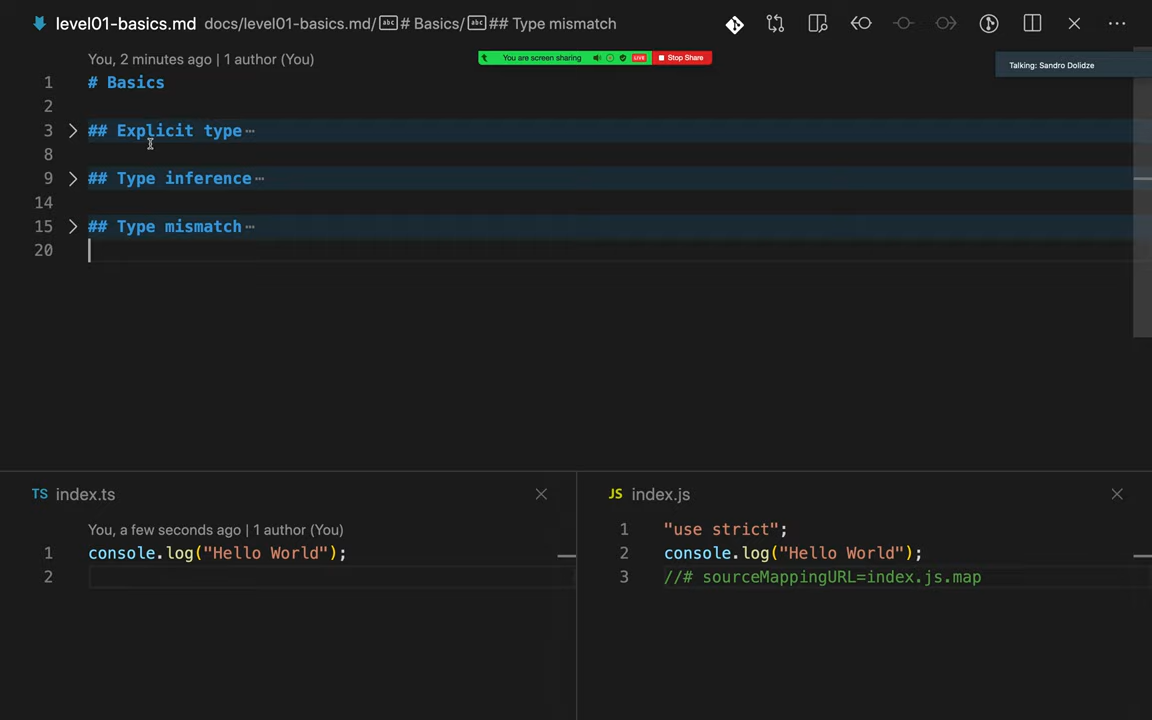 level01-basics.md docs/level01-basics.md/ abc # Basics/ abc ## Type mismatch
You are screen sharing LIVE Stop Share
Talking: Sandro Dolidze
You, 2 minutes ago | 1 author (You)
1 # Basics
2
3 ## Explicit type⋯
8
9 ## Type inference⋯
14
15 ## Type mismatch⋯
20
TS index.ts
You, a few seconds ago | 1 author (You)
1 console.log("Hello World");
2
JS index.js
1 "use strict";
2 console.log("Hello World");
3 //# sourceMappingURL=index.js.map